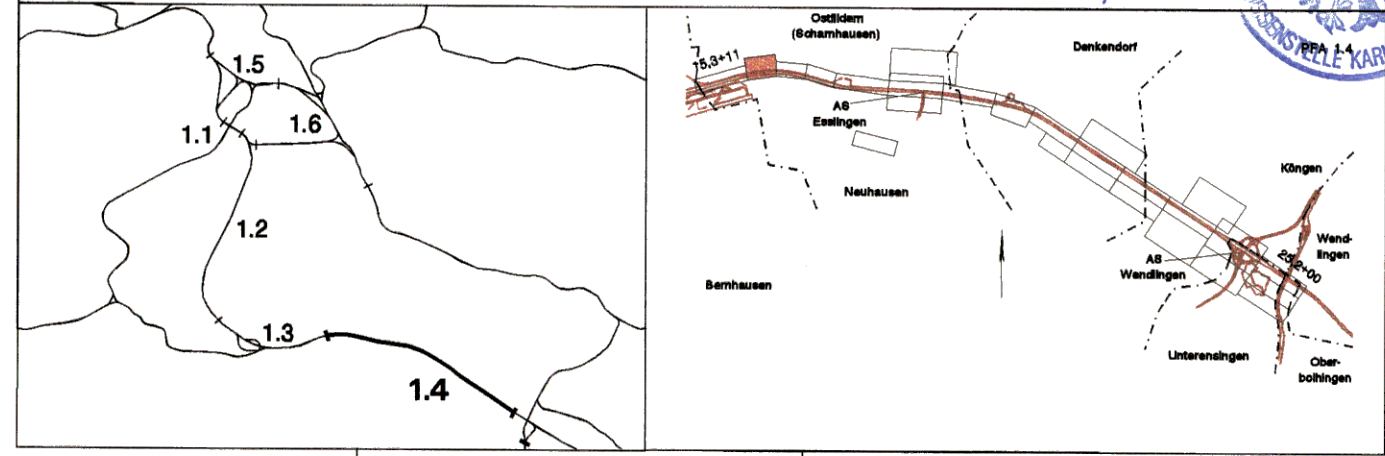 1.5
1.1
1.6
1.2
1.3
1.4
Ostfildern
(Scharnhausen)
Denkendorf
PFA 1.4
15.3+11
AS
Esslingen
Neuhausen
Köngen
Wend-
lingen
25.2+00
AS
Wendlingen
Bernhausen
Unterensingen
Ober-
boihingen